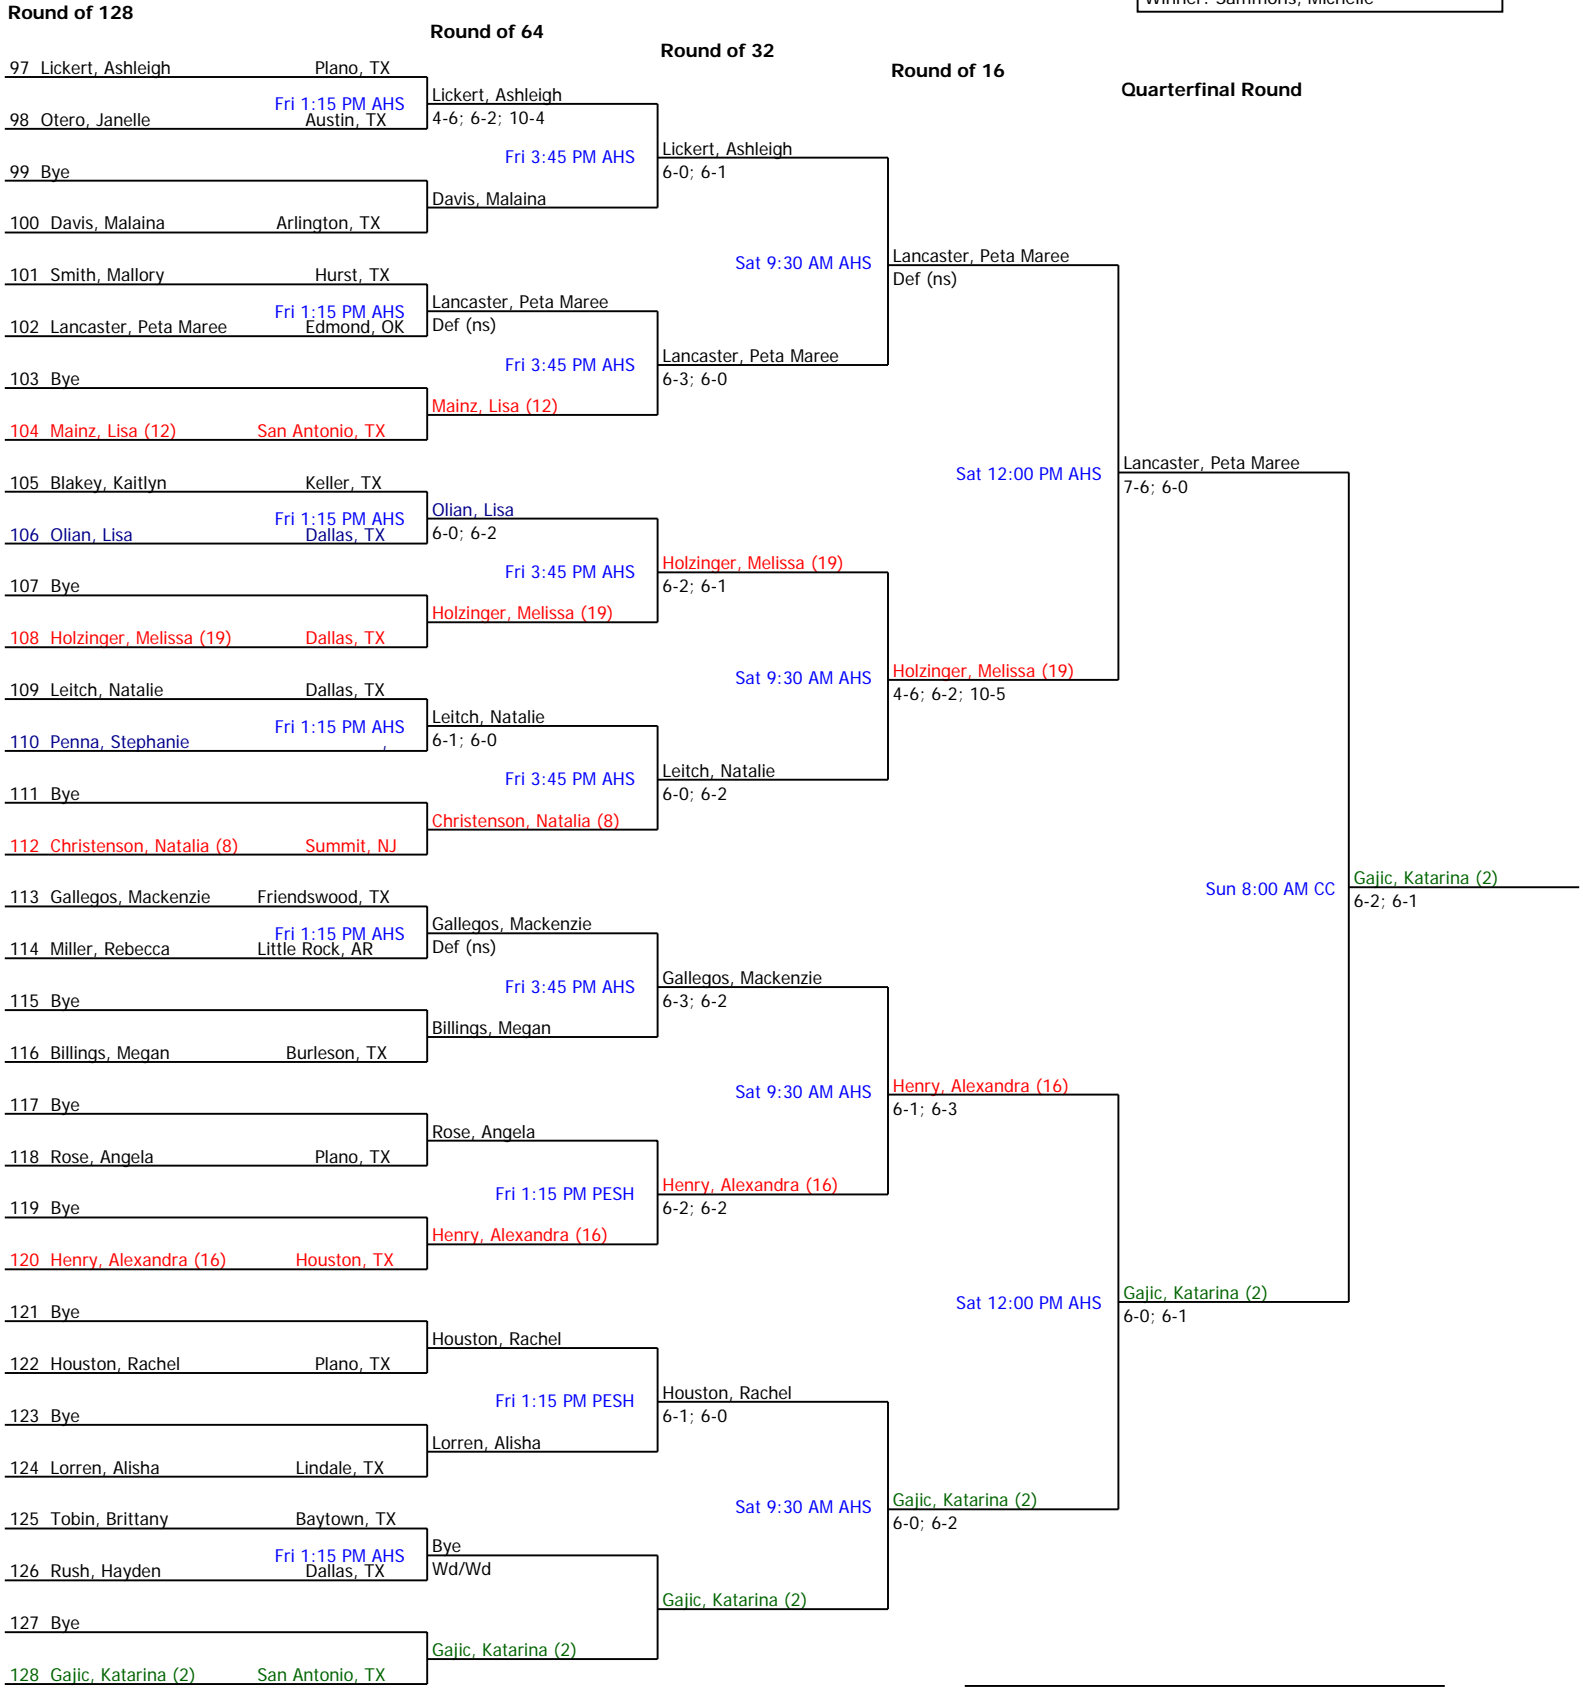 Winner: Sammons, Michelle
Round of 128
Round of 64
Round of 32
Round of 16
Quarterfinal Round
97 Lickert, Ashleigh Plano, TX
Lickert, Ashleigh
Fri 1:15 PM AHS
4-6; 6-2; 10-4
98 Otero, Janelle Austin, TX
Lickert, Ashleigh
Fri 3:45 PM AHS
6-0; 6-1
99 Bye
Davis, Malaina
100 Davis, Malaina Arlington, TX
Lancaster, Peta Maree
Sat 9:30 AM AHS
Def (ns)
101 Smith, Mallory Hurst, TX
Lancaster, Peta Maree
Fri 1:15 PM AHS
Def (ns)
102 Lancaster, Peta Maree Edmond, OK
Lancaster, Peta Maree
Fri 3:45 PM AHS
6-3; 6-0
103 Bye
Mainz, Lisa (12)
104 Mainz, Lisa (12) San Antonio, TX
Lancaster, Peta Maree
Sat 12:00 PM AHS
7-6; 6-0
105 Blakey, Kaitlyn Keller, TX
Olian, Lisa
Fri 1:15 PM AHS
6-0; 6-2
106 Olian, Lisa Dallas, TX
Holzinger, Melissa (19)
Fri 3:45 PM AHS
6-2; 6-1
107 Bye
Holzinger, Melissa (19)
108 Holzinger, Melissa (19) Dallas, TX
Holzinger, Melissa (19)
Sat 9:30 AM AHS
4-6; 6-2; 10-5
109 Leitch, Natalie Dallas, TX
Leitch, Natalie
Fri 1:15 PM AHS
6-1; 6-0
110 Penna, Stephanie ,
Leitch, Natalie
Fri 3:45 PM AHS
6-0; 6-2
111 Bye
Christenson, Natalia (8)
112 Christenson, Natalia (8) Summit, NJ
Gajic, Katarina (2)
Sun 8:00 AM CC
6-2; 6-1
113 Gallegos, Mackenzie Friendswood, TX
Gallegos, Mackenzie
Fri 1:15 PM AHS
Def (ns)
114 Miller, Rebecca Little Rock, AR
Gallegos, Mackenzie
Fri 3:45 PM AHS
6-3; 6-2
115 Bye
Billings, Megan
116 Billings, Megan Burleson, TX
Henry, Alexandra (16)
Sat 9:30 AM AHS
6-1; 6-3
117 Bye
Rose, Angela
118 Rose, Angela Plano, TX
Henry, Alexandra (16)
Fri 1:15 PM PESH
6-2; 6-2
119 Bye
Henry, Alexandra (16)
120 Henry, Alexandra (16) Houston, TX
Gajic, Katarina (2)
Sat 12:00 PM AHS
6-0; 6-1
121 Bye
Houston, Rachel
122 Houston, Rachel Plano, TX
Houston, Rachel
Fri 1:15 PM PESH
6-1; 6-0
123 Bye
Lorren, Alisha
124 Lorren, Alisha Lindale, TX
Gajic, Katarina (2)
Sat 9:30 AM AHS
6-0; 6-2
125 Tobin, Brittany Baytown, TX
Bye
Fri 1:15 PM AHS
Wd/Wd
126 Rush, Hayden Dallas, TX
Gajic, Katarina (2)
127 Bye
Gajic, Katarina (2)
128 Gajic, Katarina (2) San Antonio, TX